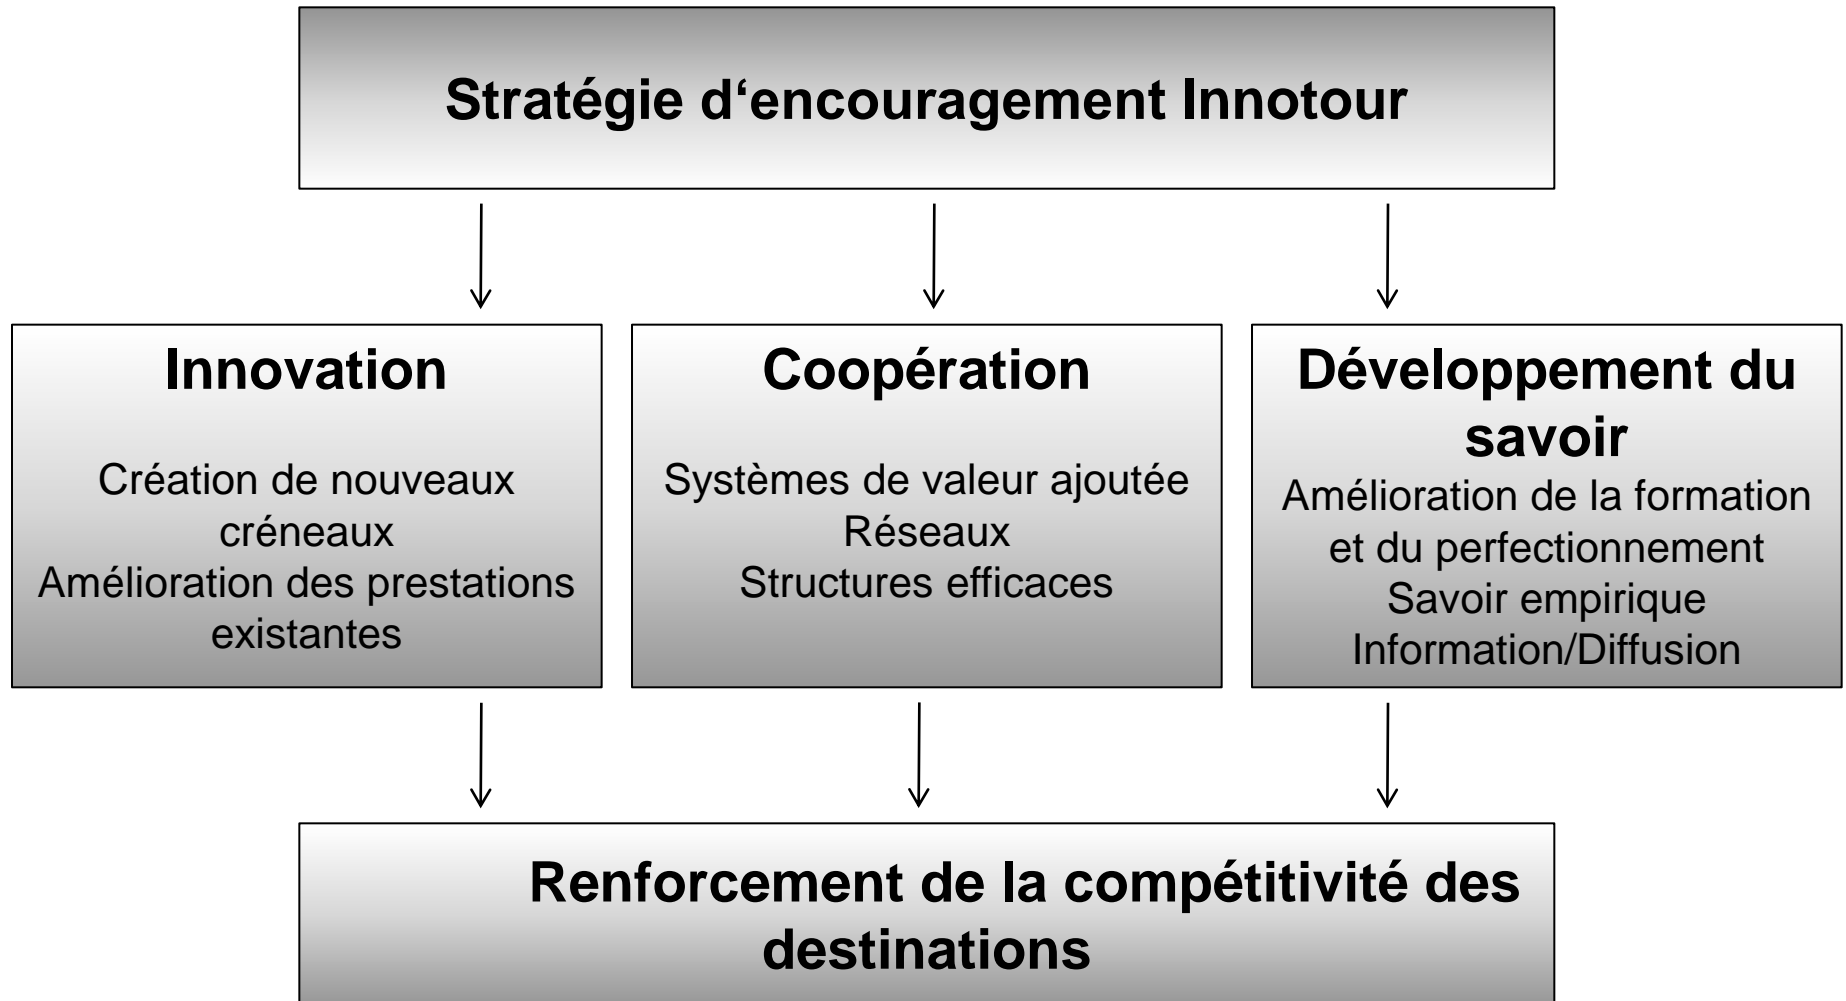 Stratégie d‘encouragement Innotour
Innovation
Création de nouveaux
créneaux
Amélioration des prestations
existantes
Coopération
Systèmes de valeur ajoutée
Réseaux
Structures efficaces
Développement du
savoir
Amélioration de la formation
et du perfectionnement
Savoir empirique
Information/Diffusion
Renforcement de la compétitivité des
destinations